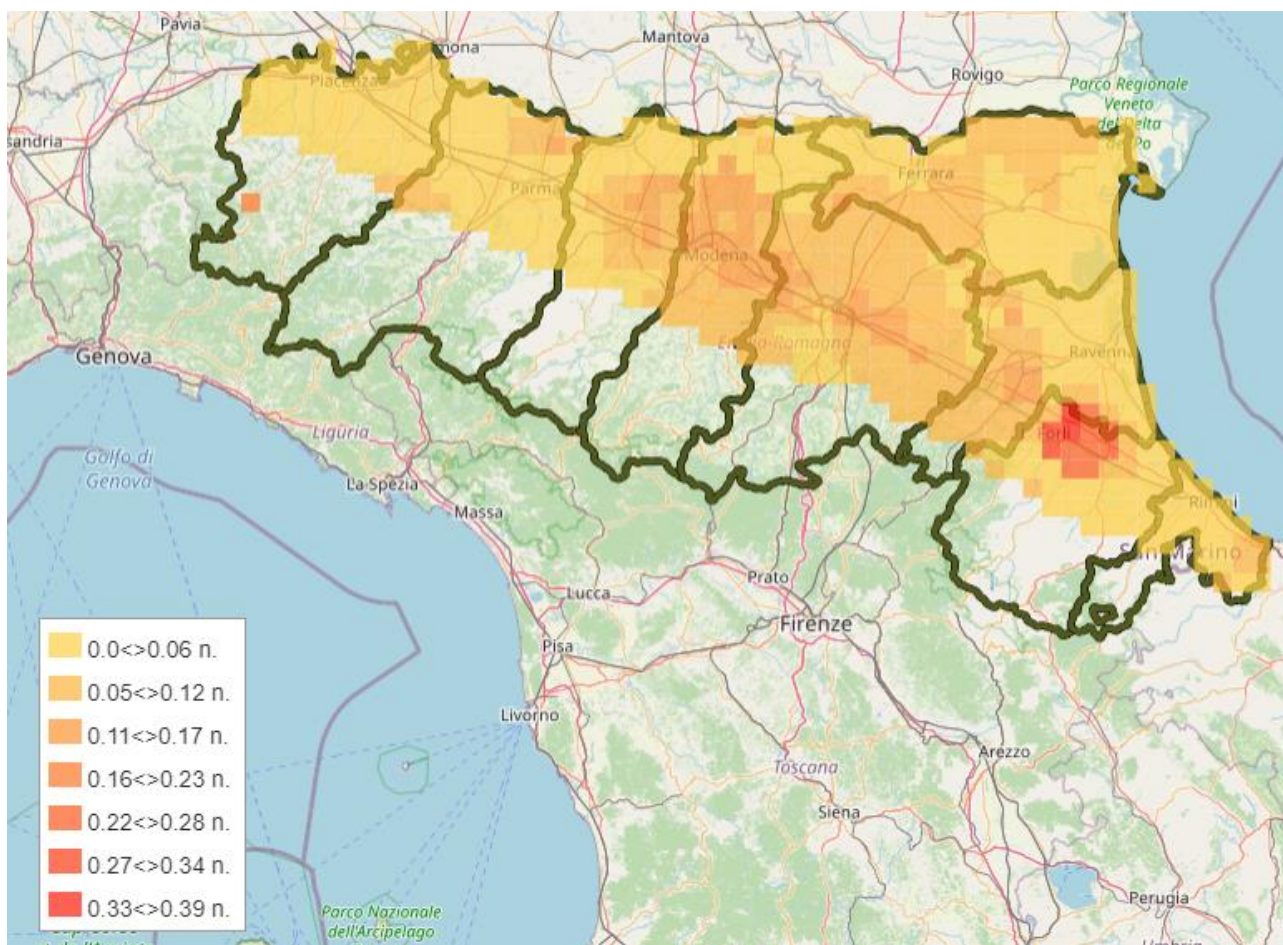 Pavia
Mantova
mona
Rovigo
Piacenza
Parco Regionale
Veneto
del Delta
del Po
sandria
Parma
Ferrara
Modena
Genova
Emilia-Romagna
Ravenna
Forlì
Liguria
Golfo di
Genova
La Spezia
Massa
Rimini
San Marino
Prato
Lucca
Firenze
Pisa
Livorno
Arezzo
Toscana
Siena
Perugia
Parco Nazionale
dell'Arcipelago
Umbria
0.0<>0.06 n.
0.05<>0.12 n.
0.11<>0.17 n.
0.16<>0.23 n.
0.22<>0.28 n.
0.27<>0.34 n.
0.33<>0.39 n.